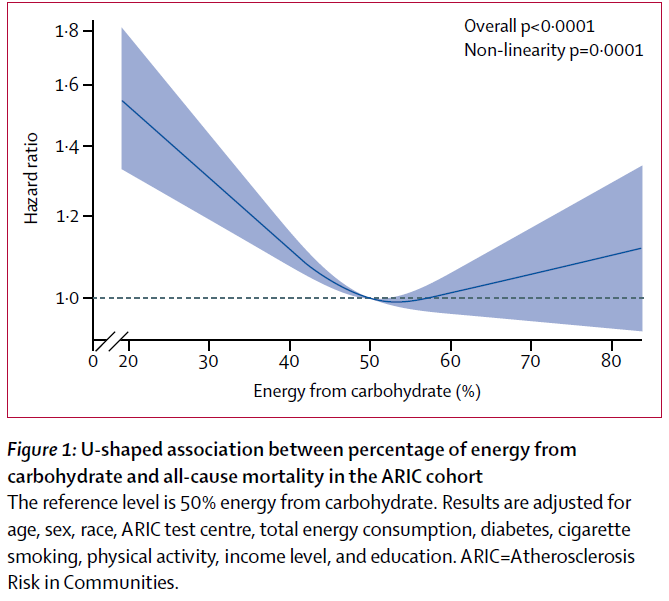 Overall p<0·0001
Non-linearity p=0·0001
1·8
1·6
1·4
1·2
1·0
Hazard ratio
0 20 30 40 50 60 70 80
Energy from carbohydrate (%)
Figure 1: U-shaped association between percentage of energy from
carbohydrate and all-cause mortality in the ARIC cohort
The reference level is 50% energy from carbohydrate. Results are adjusted for
age, sex, race, ARIC test centre, total energy consumption, diabetes, cigarette
smoking, physical activity, income level, and education. ARIC=Atherosclerosis
Risk in Communities.